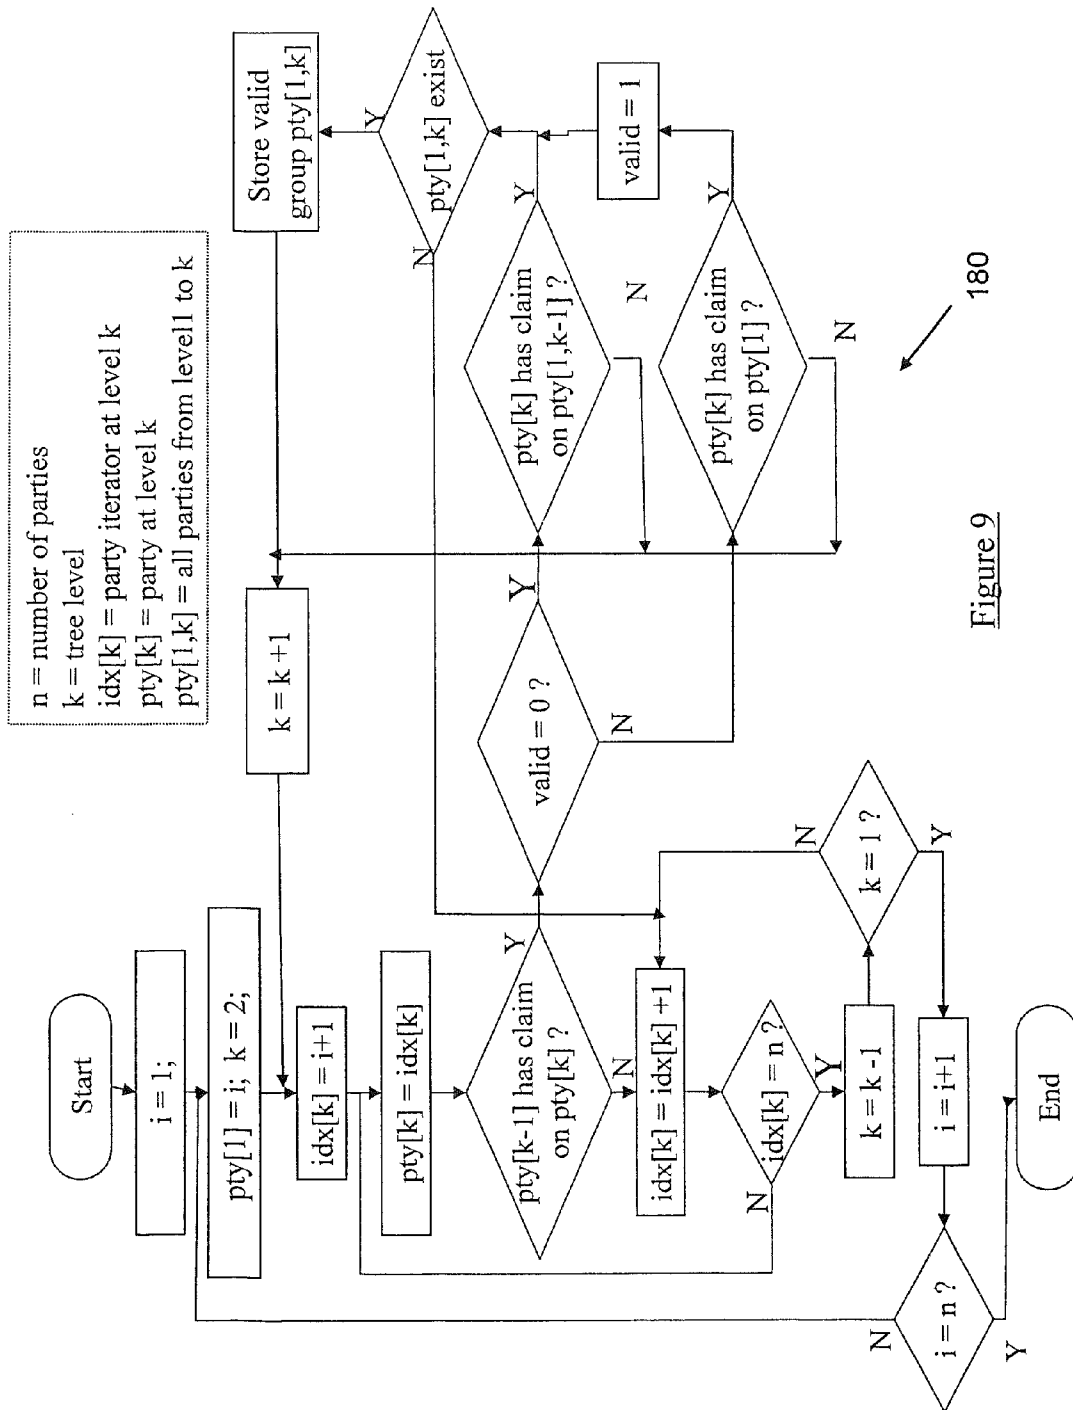 n = number of parties
k = tree level
idx[k] = party iterator at level k
pty[k] = party at level k
pty[1,k] = all parties from level1 to k
Start
i = 1;
pty[1] = i; k = 2;
idx[k] = i+1
pty[k] = idx[k]
pty[k-1] has claim
on pty[k] ?
Y
N
idx[k] = idx[k] +1
idx[k] = n ?
N
Y
k = k -1
k = 1 ?
N
Y
i = i+1
i = n ?
N
Y
End
k = k +1
valid = 0 ?
Y
N
pty[k] has claim
on pty[1,k-1] ?
Y
N
pty[k] has claim
on pty[1] ?
Y
N
valid = 1
pty[1,k] exist
Y
N
Store valid
group pty[1,k]
180
Figure 9